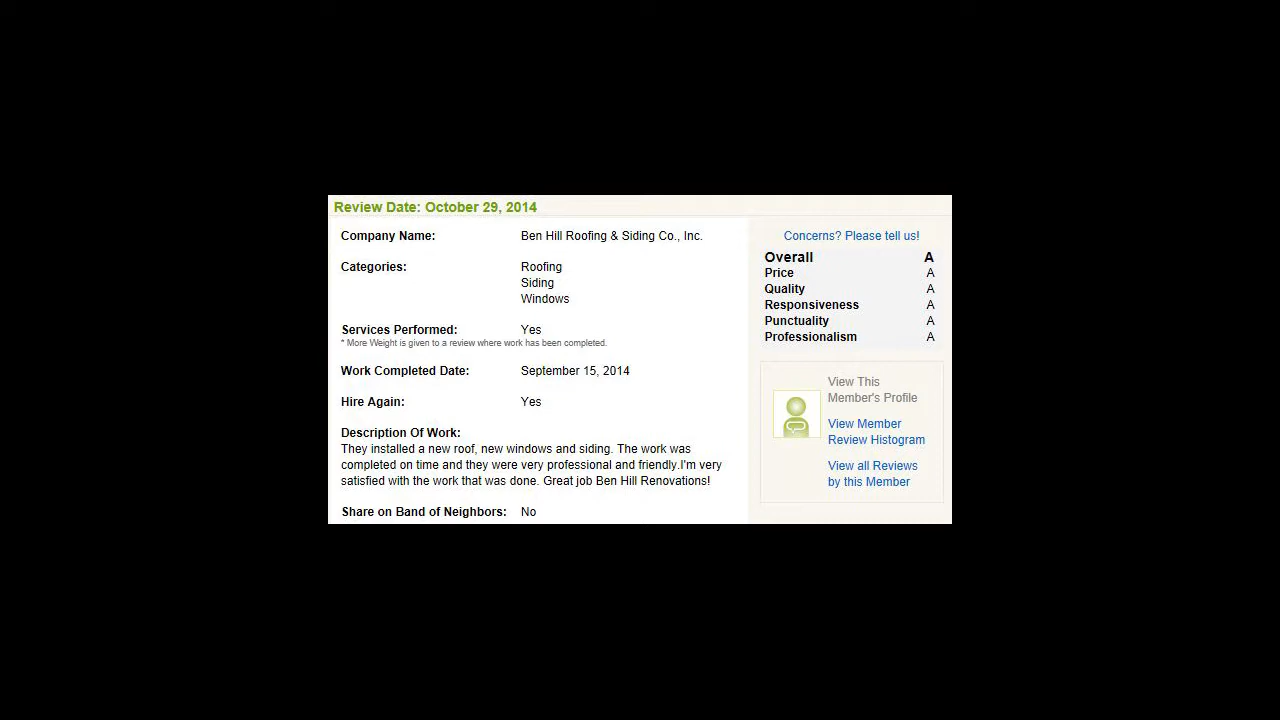 Review Date: October 29, 2014
Company Name: Ben Hill Roofing & Siding Co., Inc.
Categories: Roofing
Siding
Windows
Services Performed: Yes
* More Weight is given to a review where work has been completed.
Work Completed Date: September 15, 2014
Hire Again: Yes
Description Of Work:
They installed a new roof, new windows and siding. The work was
completed on time and they were very professional and friendly.I'm very
satisfied with the work that was done. Great job Ben Hill Renovations!
Share on Band of Neighbors: No
Concerns? Please tell us!
Overall A
Price A
Quality A
Responsiveness A
Punctuality A
Professionalism A
View This
Member's Profile
View Member
Review Histogram
View all Reviews
by this Member